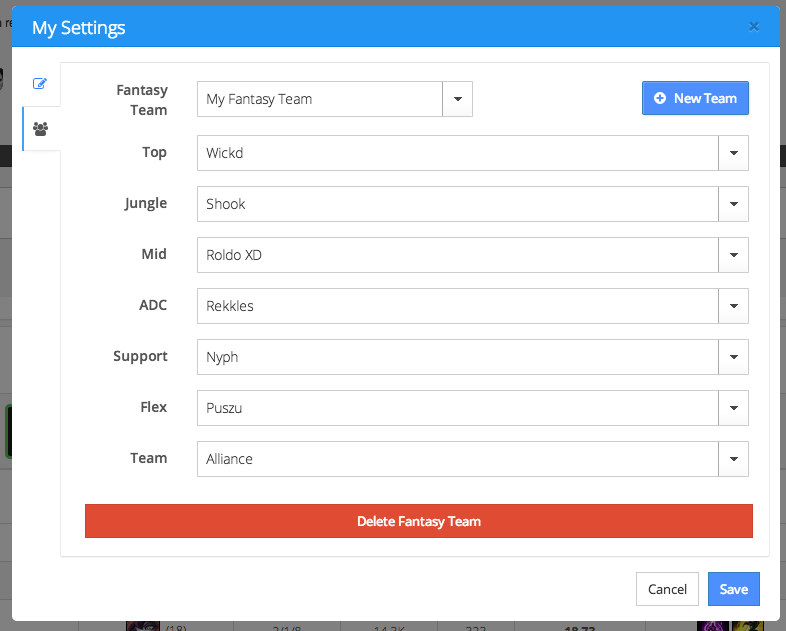 My Settings
×
Fantasy Team
My Fantasy Team
New Team
Top
Wickd
Jungle
Shook
Mid
Roldo XD
ADC
Rekkles
Support
Nyph
Flex
Puszu
Team
Alliance
Delete Fantasy Team
Cancel
Save